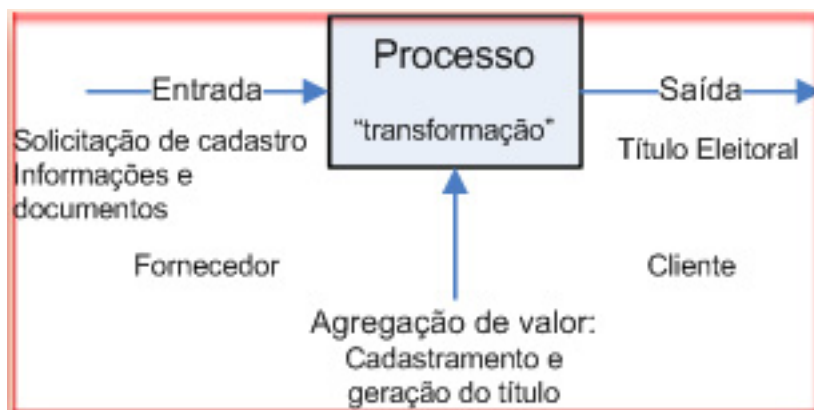 Processo
"transformação"
Entrada
Saída
Solicitação de cadastro
Informações e
documentos
Título Eleitoral
Fornecedor
Cliente
Agregação de valor:
Cadastramento e
geração do título